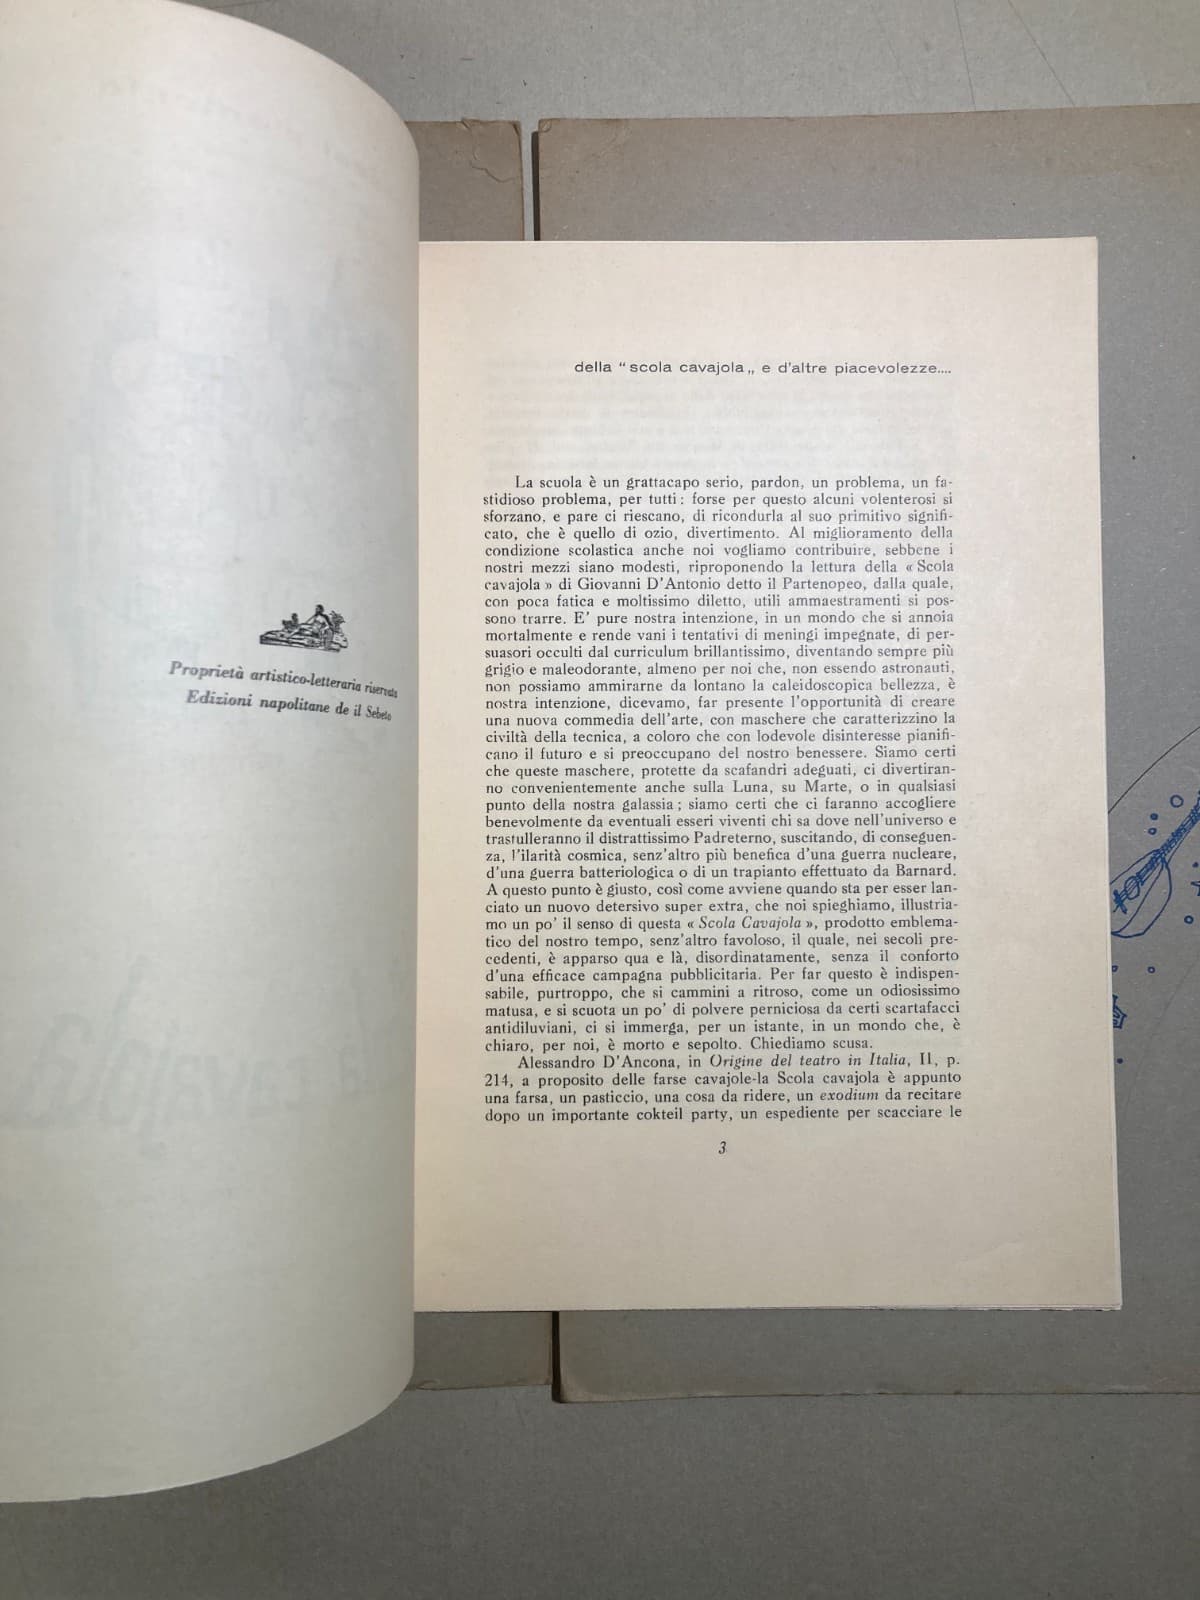 Proprietà artistico-letteraria riservata
Edizioni napolitane de il Sebeto
della “ scola cavajola „ e d'altre piacevolezze....
La scuola è un grattacapo serio, pardon, un problema, un fa-
stidioso problema, per tutti : forse per questo alcuni volenterosi si
sforzano, e pare ci riescano, di ricondurla al suo primitivo signifi-
cato, che è quello di ozio, divertimento. Al miglioramento della
condizione scolastica anche noi vogliamo contribuire, sebbene i
nostri mezzi siano modesti, riproponendo la lettura della « Scola
cavajola » di Giovanni D'Antonio detto il Partenopeo, dalla quale,
con poca fatica e moltissimo diletto, utili ammaestramenti si pos-
sono trarre. E' pure nostra intenzione, in un mondo che si annoia
mortalmente e rende vani i tentativi di meningi impegnate, di per-
suasori occulti dal curriculum brillantissimo, diventando sempre più
grigio e maleodorante, almeno per noi che, non essendo astronauti,
non possiamo ammirarne da lontano la caleidoscopica bellezza, è
nostra intenzione, dicevamo, far presente l'opportunità di creare
una nuova commedia dell'arte, con maschere che caratterizzino la
civiltà della tecnica, a coloro che con lodevole disinteresse pianifi-
cano il futuro e si preoccupano del nostro benessere. Siamo certi
che queste maschere, protette da scafandri adeguati, ci divertiran-
no convenientemente anche sulla Luna, su Marte, o in qualsiasi
punto della nostra galassia ; siamo certi che ci faranno accogliere
benevolmente da eventuali esseri viventi chi sa dove nell'universo e
trastulleranno il distrattissimo Padreterno, suscitando, di conseguen-
za, l'ilarità cosmica, senz'altro più benefica d'una guerra nucleare,
d'una guerra batteriologica o di un trapianto effettuato da Barnard.
A questo punto è giusto, così come avviene quando sta per esser lan-
ciato un nuovo detersivo super extra, che noi spieghiamo, illustria-
mo un po' il senso di questa « Scola Cavajola », prodotto emblema-
tico del nostro tempo, senz'altro favoloso, il quale, nei secoli pre-
cedenti, è apparso qua e là, disordinatamente, senza il conforto
d'una efficace campagna pubblicitaria. Per far questo è indispen-
sabile, purtroppo, che si cammini a ritroso, come un odiosissimo
matusa, e si scuota un po' di polvere perniciosa da certi scartafacci
antidiluviani, ci si immerga, per un istante, in un mondo che, è
chiaro, per noi, è morto e sepolto. Chiediamo scusa.
Alessandro D'Ancona, in Origine del teatro in Italia, II, p.
214, a proposito delle farse cavajole-la Scola cavajola è appunto
una farsa, un pasticcio, una cosa da ridere, un exodium da recitare
dopo un importante cokteil party, un espediente per scacciare le
3